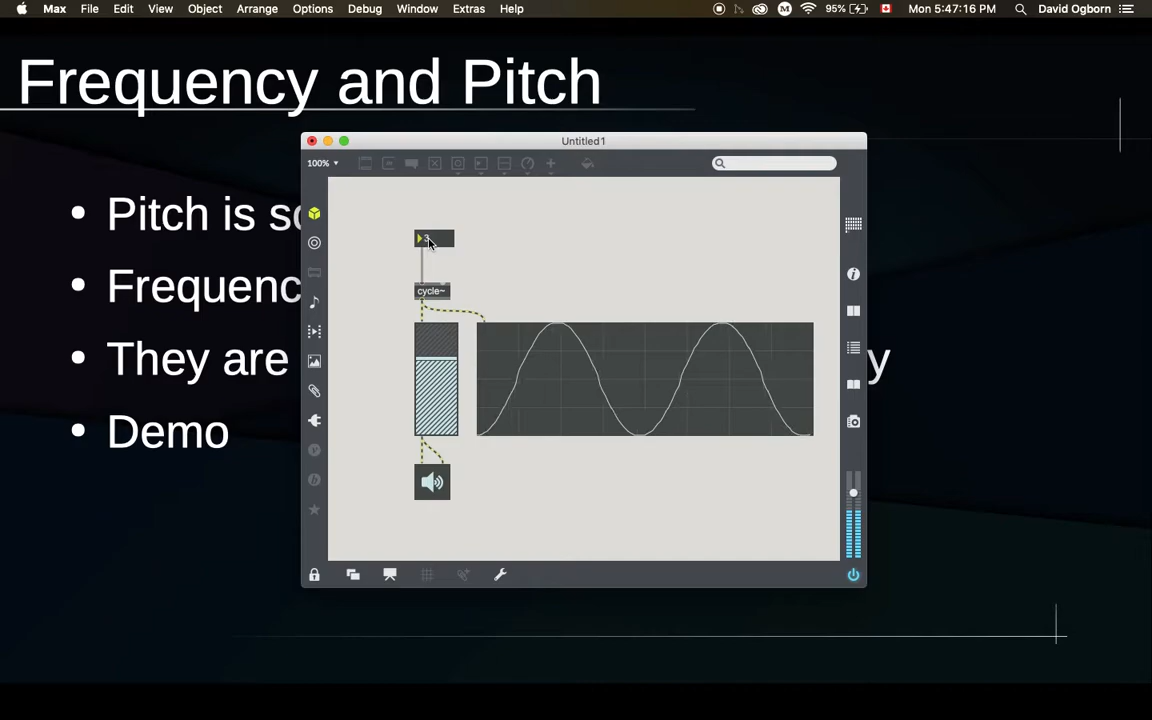 Max File Edit View Object Arrange Options Debug Window Extras Help 95% Mon 5:47:16 PM David Ogborn
Frequency and Pitch
Untitled1
100%
• Pitch is s
• Frequenc
• They are y
• Demo
cycle~